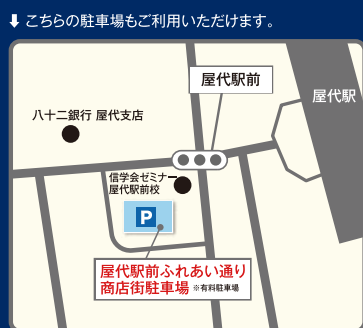 ⬇ こちらの駐車場もご利用いただけます。
屋代駅前
屋代駅
八十二銀行 屋代支店
信学会ゼミナー
屋代駅前校
P
屋代駅前ふれあい通り
商店街駐車場 ※有料駐車場